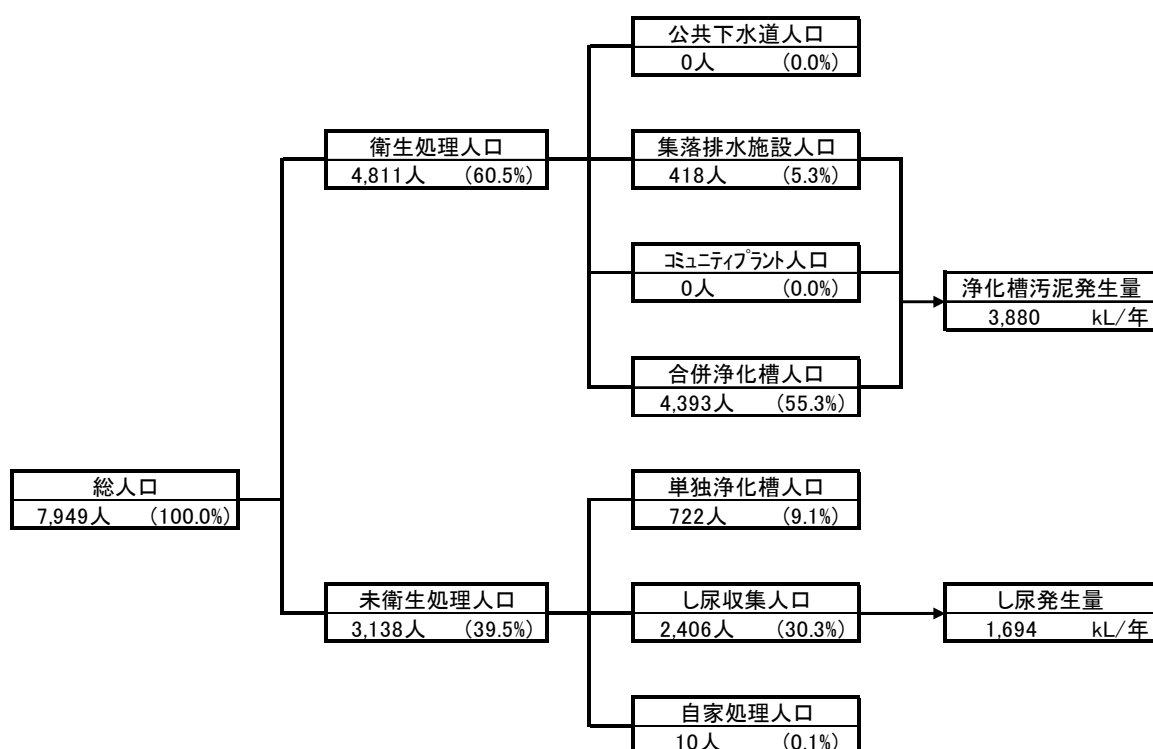 公共下水道人口
0人 (0.0%)
衛生処理人口
4,811人 (60.5%)
集落排水施設人口
418人 (5.3%)
コミュニティプラント人口
0人 (0.0%)
浄化槽汚泥発生量
3,880 kL/年
合併浄化槽人口
4,393人 (55.3%)
総人口
7,949人 (100.0%)
単独浄化槽人口
722人 (9.1%)
未衛生処理人口
3,138人 (39.5%)
し尿収集人口
2,406人 (30.3%)
し尿発生量
1,694 kL/年
自家処理人口
10人 (0.1%)